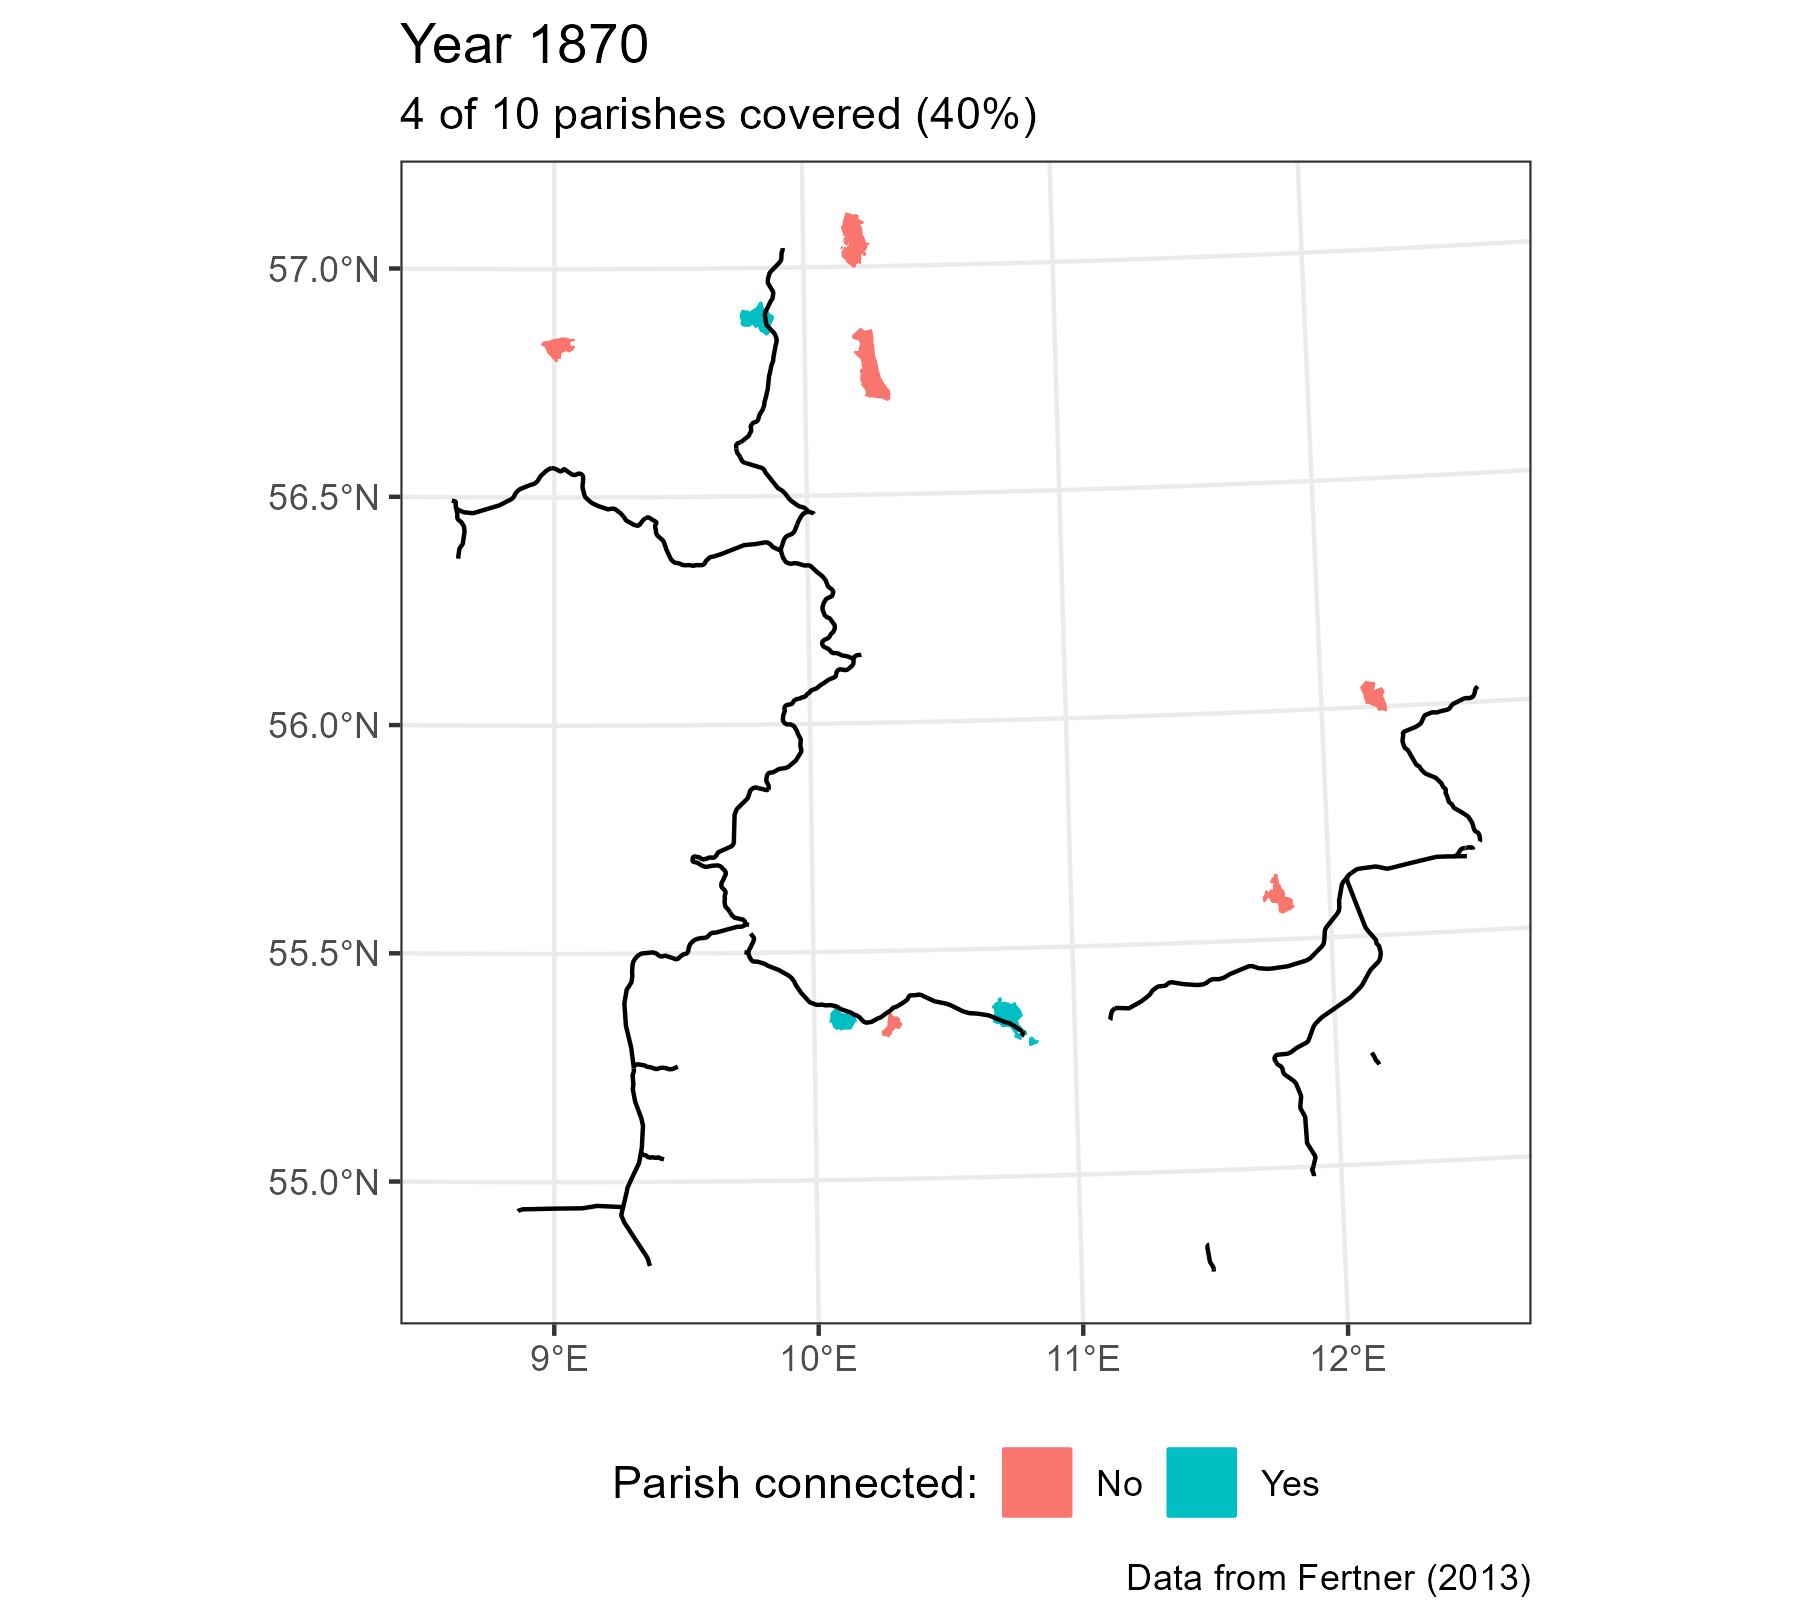 Year 1870
4 of 10 parishes covered (40%)
57.0°N
56.5°N
56.0°N
55.5°N
55.0°N
9°E 10°E 11°E 12°E
Parish connected: No Yes
Data from Fertner (2013)